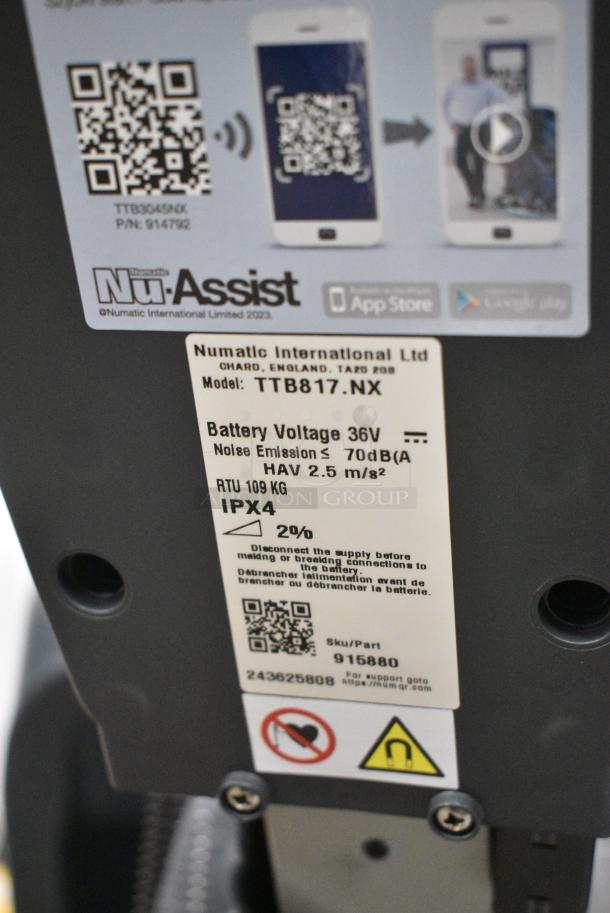 TTB3045NX
P/N: 914792
Numatic
Nu-Assist
©Numatic International Limited 2023.
App Store
Google play
Numatic International Ltd
CHARD, ENGLAND. TA20 2GB
Model: TTB817.NX
Battery Voltage 36V
Noise Emission ≤ 70dB(A
HAV 2.5 m/s²
RTU 109 KG
AUCTION GROUP
IPX4
2%
Disconnect the supply before
making or breaking connections to
the battery.
Débrancher lalimentation avant de
brancher ou débrancher la batterie.
Sku/Part
915880
243625808
For support goto
https://numqr.com